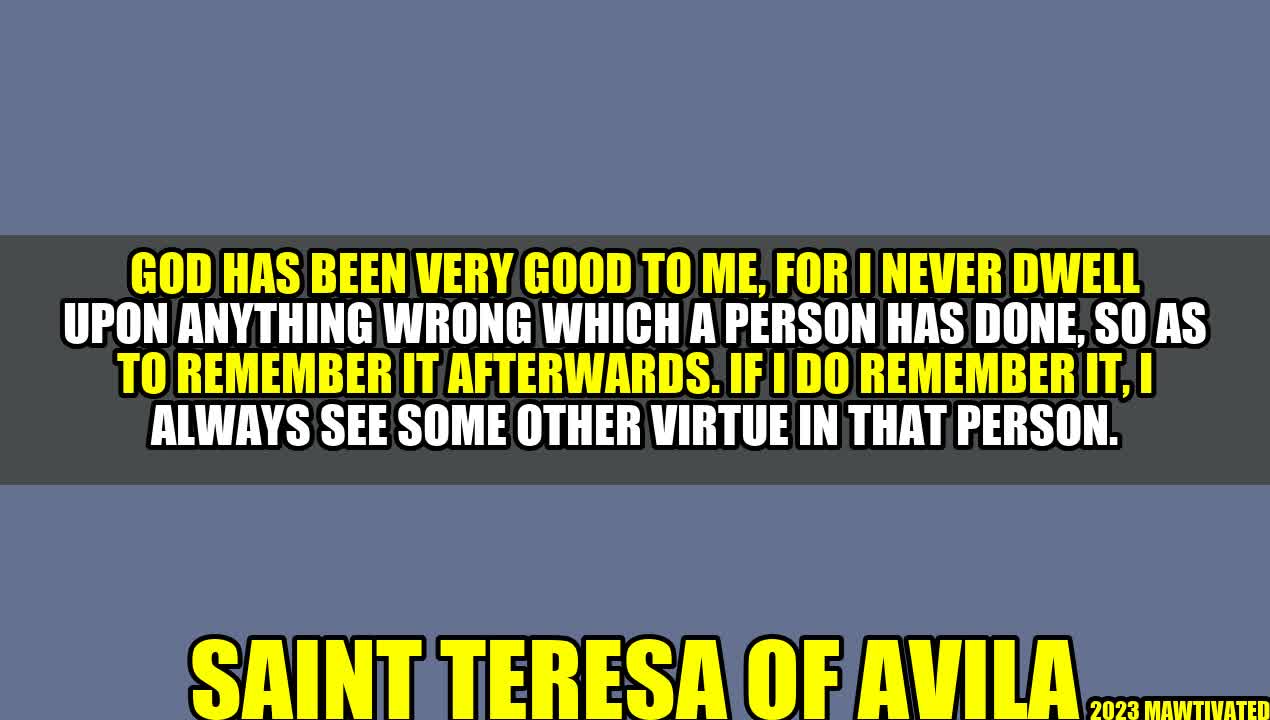 GOD HAS BEEN VERY GOOD TO ME, FOR I NEVER DWELL
UPON ANYTHING WRONG WHICH A PERSON HAS DONE, SO AS
TO REMEMBER IT AFTERWARDS. IF I DO REMEMBER IT, I
ALWAYS SEE SOME OTHER VIRTUE IN THAT PERSON.
SAINT TERESA OF AVILA
2023 MAWTIVATED